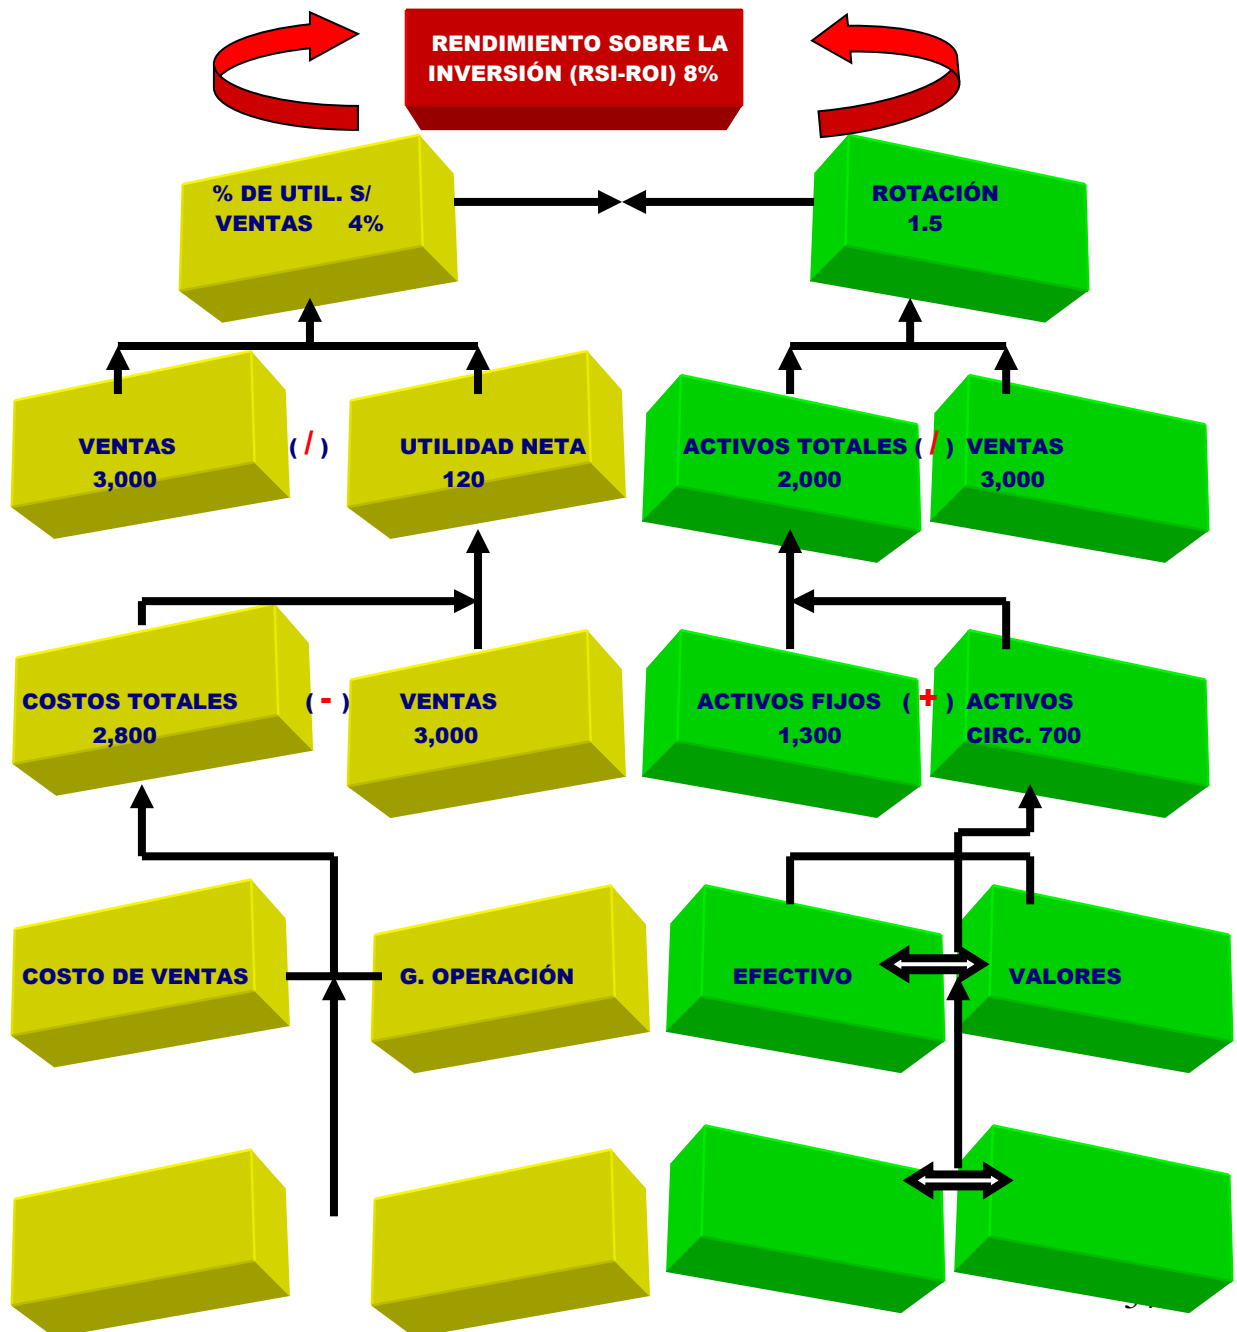 RENDIMIENTO SOBRE LA
INVERSIÓN (RSI-ROI) 8%
% DE UTIL. S/
VENTAS 4%
ROTACIÓN
1.5
VENTAS ( / ) UTILIDAD NETA
3,000 120
ACTIVOS TOTALES ( / ) VENTAS
2,000 3,000
COSTOS TOTALES ( - ) VENTAS
2,800 3,000
ACTIVOS FIJOS ( + ) ACTIVOS
1,300 CIRC. 700
COSTO DE VENTAS G. OPERACIÓN
EFECTIVO VALORES